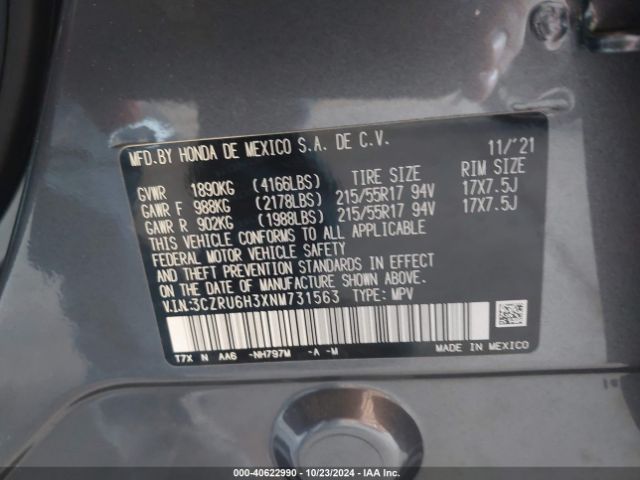 MFD.BY HONDA DE MEXICO S.A. DE C.V. 11/'21
TIRE SIZE RIM SIZE
GVWR 1890KG (4166LBS)
GAWR F 988KG (2178LBS) 215/55R17 94V 17X7.5J
GAWR R 902KG (1988LBS) 215/55R17 94V 17X7.5J
THIS VEHICLE CONFORMS TO ALL APPLICABLE
FEDERAL MOTOR VEHICLE SAFETY
AND THEFT PREVENTION STANDARDS IN EFFECT
ON THE DATE OF MANUFACTURE SHOWN ABOVE.
V.I.N.:3CZRU6H3XNM731563 TYPE: MPV
T7X N AA6 -NH797M -A -M MADE IN MEXICO
000-40622990 - 10/23/2024 - IAA Inc.